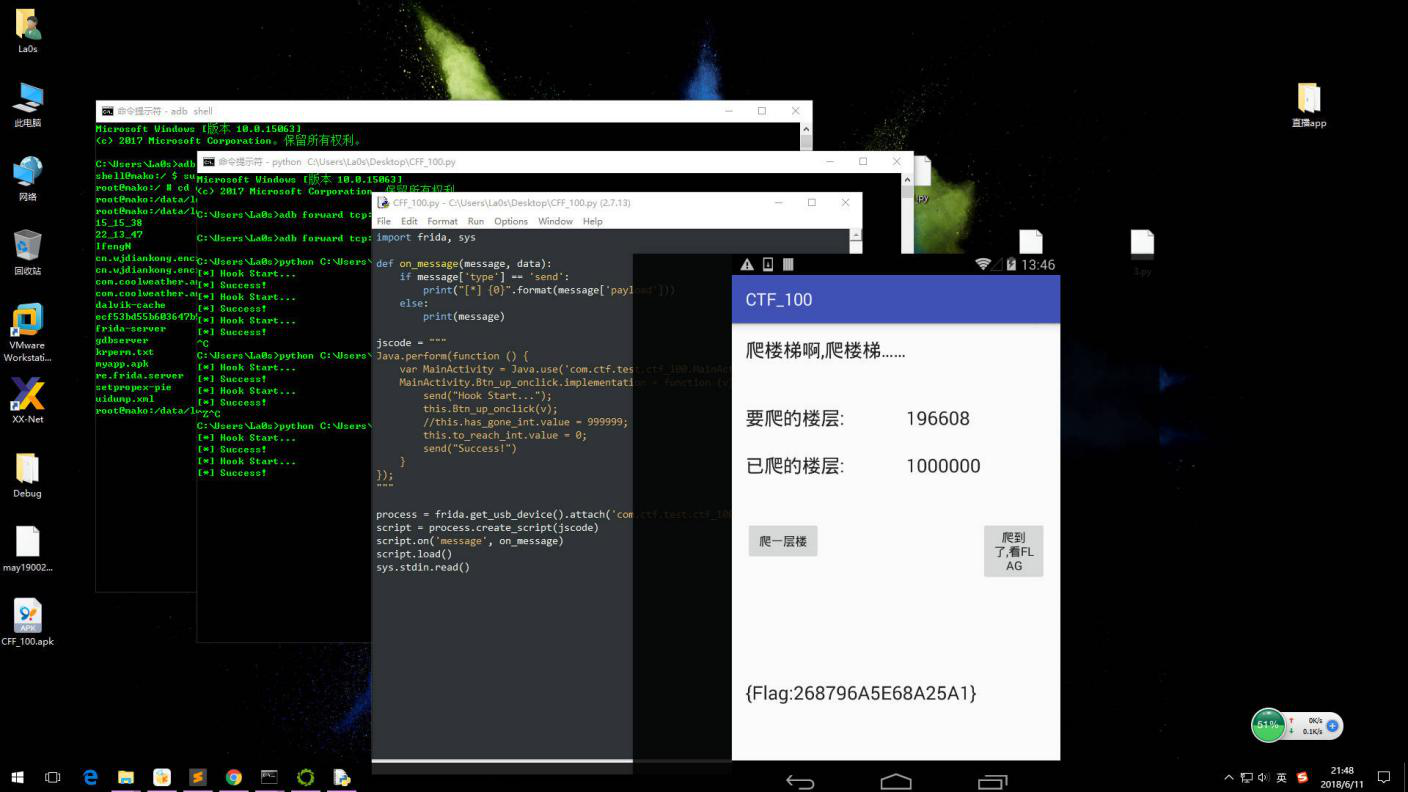 La0s
此电脑
网络
回收站
VMware
Workstati...
XX-Net
Debug
may19002...
CFF_100.apk
直播app
.py
1.py
命令提示符 - adb shell
Microsoft Windows [版本 10.0.15063]
(c) 2017 Microsoft Corporation。保留所有权利。
C:\Users\La0s>adb
shell@mako:/ $ su
root@mako:/ # cd
root@mako:/data/l
root@mako:/data/l
15_15_38
22_13_47
lfengN
cn.wjdiankong.enc
cn.wjdiankong.enc
com.coolweather.a
com.coolweather.a
dalvik-cache
ecf53bd55b603647b
frida-server
gdbserver
krperm.txt
myapp.apk
re.frida.server
setpropex-pie
uidump.xml
root@mako:/data/l
命令提示符 - python C:\Users\La0s\Desktop\CFF_100.py
Microsoft Windows [版本 10.0.15063]
(c) 2017 Microsoft Corporation。保留所有权利
C:\Users\La0s>adb forward tcp:
C:\Users\La0s>adb forward tcp:
C:\Users\La0s>python C:\Users\
[*] Hook Start...
[*] Success!
[*] Hook Start...
[*] Success!
[*] Hook Start...
[*] Success!
^C
C:\Users\La0s>python C:\Users\
[*] Hook Start...
[*] Success!
[*] Hook Start...
[*] Success!
^Z^C
C:\Users\La0s>python C:\Users\
[*] Hook Start...
[*] Success!
[*] Hook Start...
[*] Success!
CFF_100.py - C:\Users\La0s\Desktop\CFF_100.py (2.7.13)
File Edit Format Run Options Window Help
import frida, sys
def on_message(message, data):
    if message['type'] == 'send':
        print("[*] {0}".format(message['payload']))
    else:
        print(message)
jscode = """
Java.perform(function () {
    var MainActivity = Java.use('com.ctf.test.ctf_100.MainAct
    MainActivity.Btn_up_onclick.implementation = function (v
        send("Hook Start...");
        this.Btn_up_onclick(v);
        //this.has_gone_int.value = 999999;
        this.to_reach_int.value = 0;
        send("Success!")
    }
});
"""
process = frida.get_usb_device().attach('com.ctf.test.ctf_100
script = process.create_script(jscode)
script.on('message', on_message)
script.load()
sys.stdin.read()
13:46
CTF_100
爬楼梯啊,爬楼梯......
要爬的楼层: 196608
已爬的楼层: 1000000
爬一层楼
爬到
了,看FL
AG
{Flag:268796A5E68A25A1}
51%
0K/s
0.1K/s
英
21:48
2018/6/11